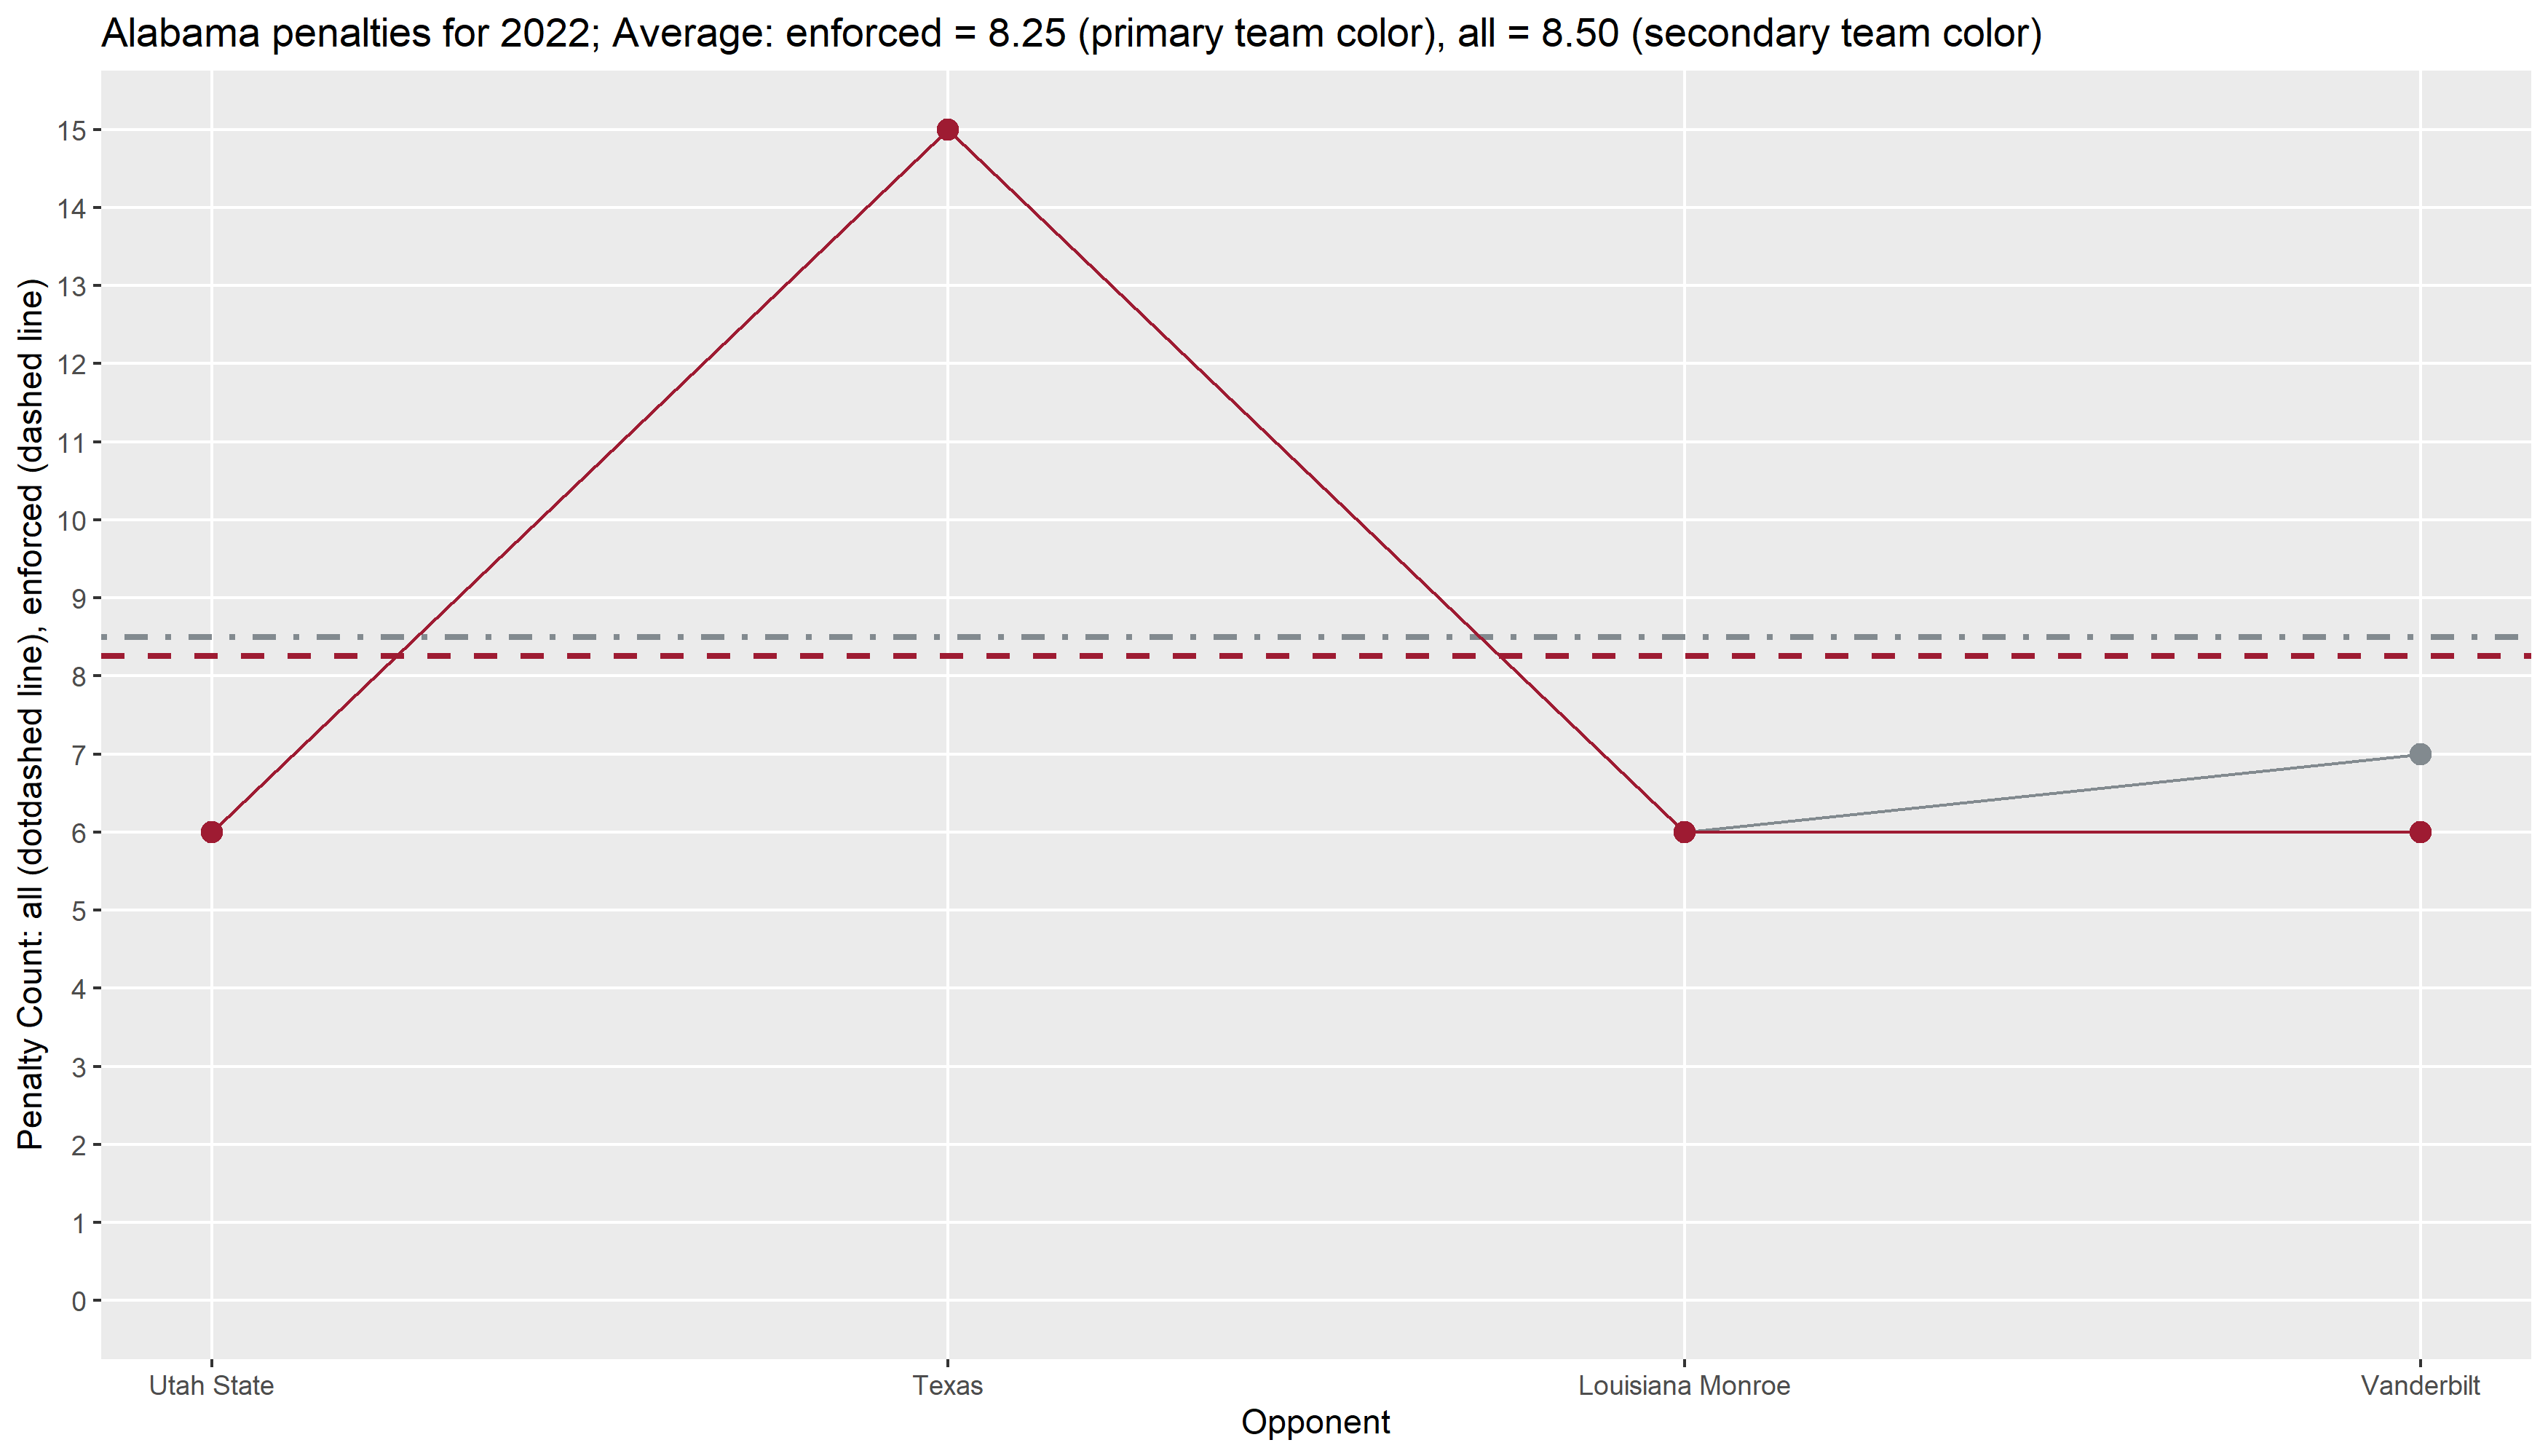 Alabama penalties for 2022; Average: enforced = 8.25 (primary team color), all = 8.50 (secondary team color)
Penalty Count: all (dotdashed line), enforced (dashed line)
15
14
13
12
11
10
9
8
7
6
5
4
3
2
1
0
Utah State
Texas
Louisiana Monroe
Vanderbilt
Opponent